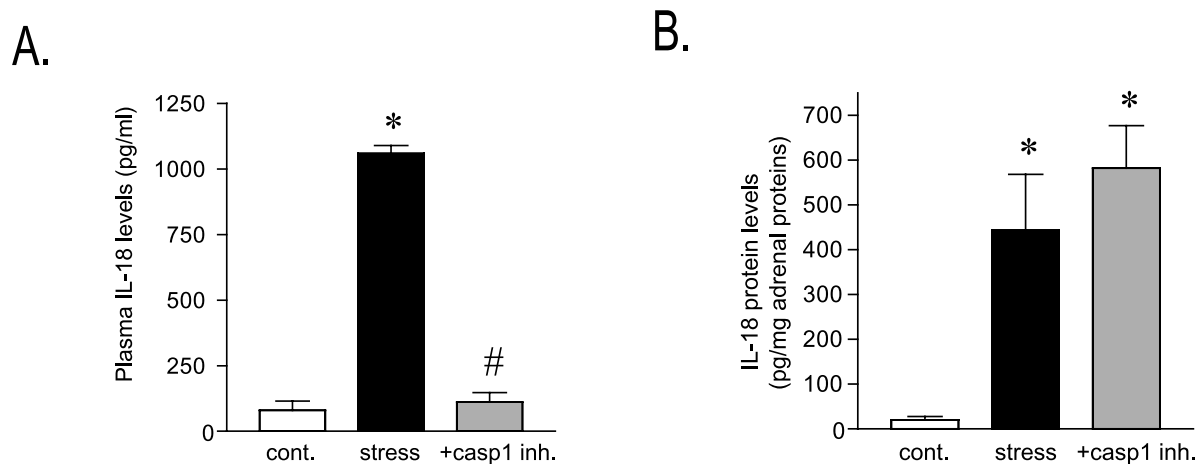 A.
Plasma IL-18 levels (pg/ml)
1250
1000
750
500
250
0
*
#
cont.
stress
+casp1 inh.
B.
IL-18 protein levels
(pg/mg adrenal proteins)
700
600
500
400
300
200
100
0
*
*
cont.
stress
+casp1 inh.